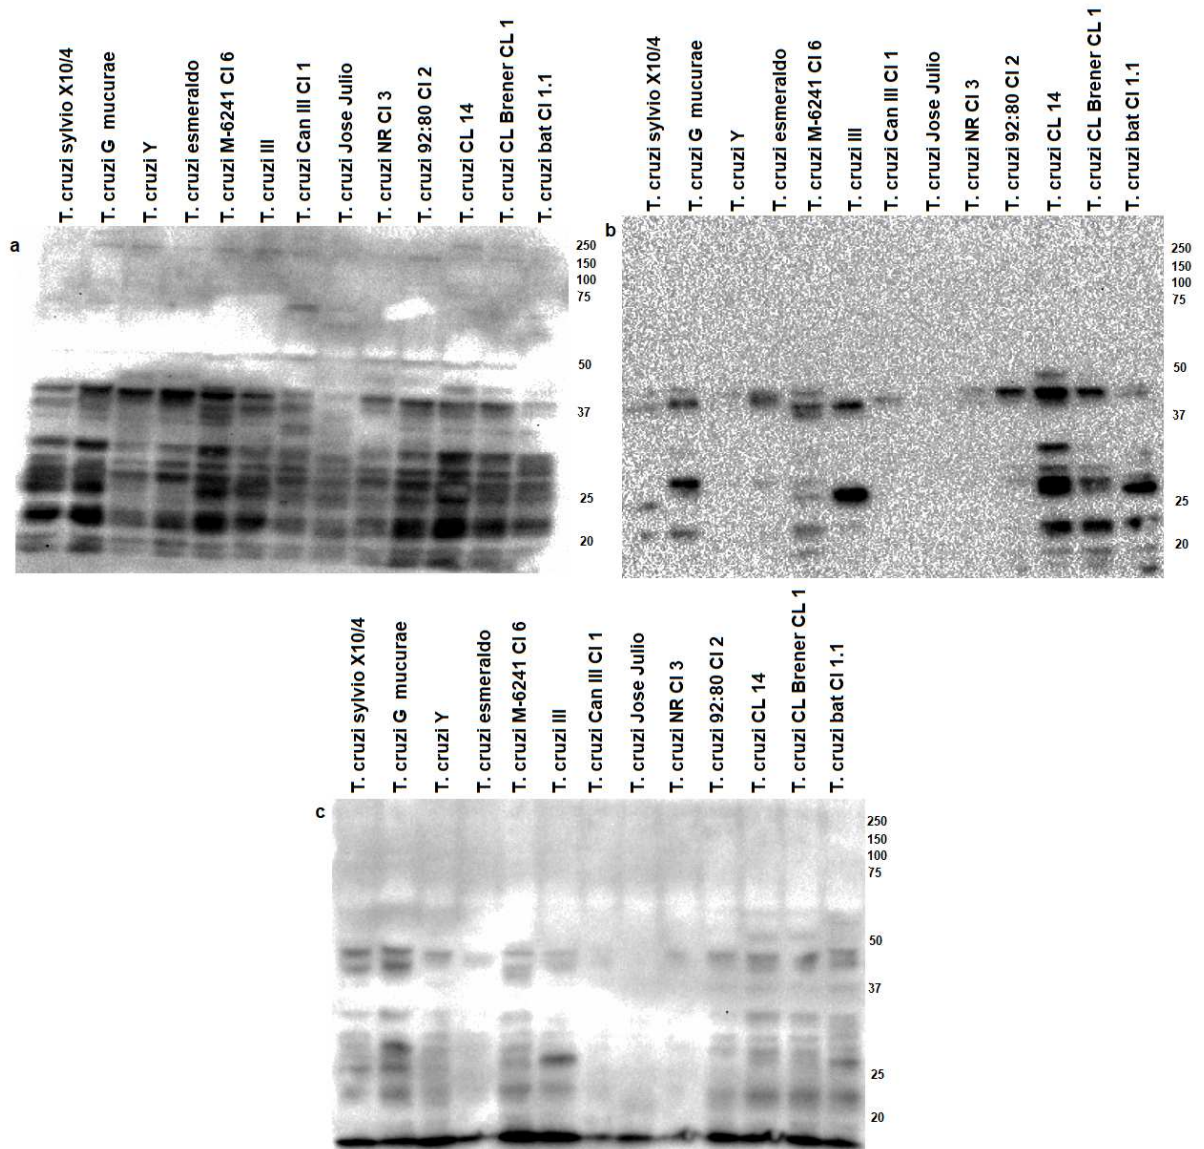 T. cruzi sylvio X10/4
T. cruzi G mucurae
T. cruzi Y
T. cruzi esmeraldo
T. cruzi M-6241 Cl 6
T. cruzi III
T. cruzi Can III Cl 1
T. cruzi Jose Julio
T. cruzi NR Cl 3
T. cruzi 92:80 Cl 2
T. cruzi CL 14
T. cruzi CL Brener CL 1
T. cruzi bat Cl 1.1
a
250
150
100
75
50
37
25
20
T. cruzi sylvio X10/4
T. cruzi G mucurae
T. cruzi Y
T. cruzi esmeraldo
T. cruzi M-6241 Cl 6
T. cruzi III
T. cruzi Can III Cl 1
T. cruzi Jose Julio
T. cruzi NR Cl 3
T. cruzi 92:80 Cl 2
T. cruzi CL 14
T. cruzi CL Brener CL 1
T. cruzi bat Cl 1.1
b
250
150
100
75
50
37
25
20
T. cruzi sylvio X10/4
T. cruzi G mucurae
T. cruzi Y
T. cruzi esmeraldo
T. cruzi M-6241 Cl 6
T. cruzi III
T. cruzi Can III Cl 1
T. cruzi Jose Julio
T. cruzi NR Cl 3
T. cruzi 92:80 Cl 2
T. cruzi CL 14
T. cruzi CL Brener CL 1
T. cruzi bat Cl 1.1
c
250
150
100
75
50
37
25
20